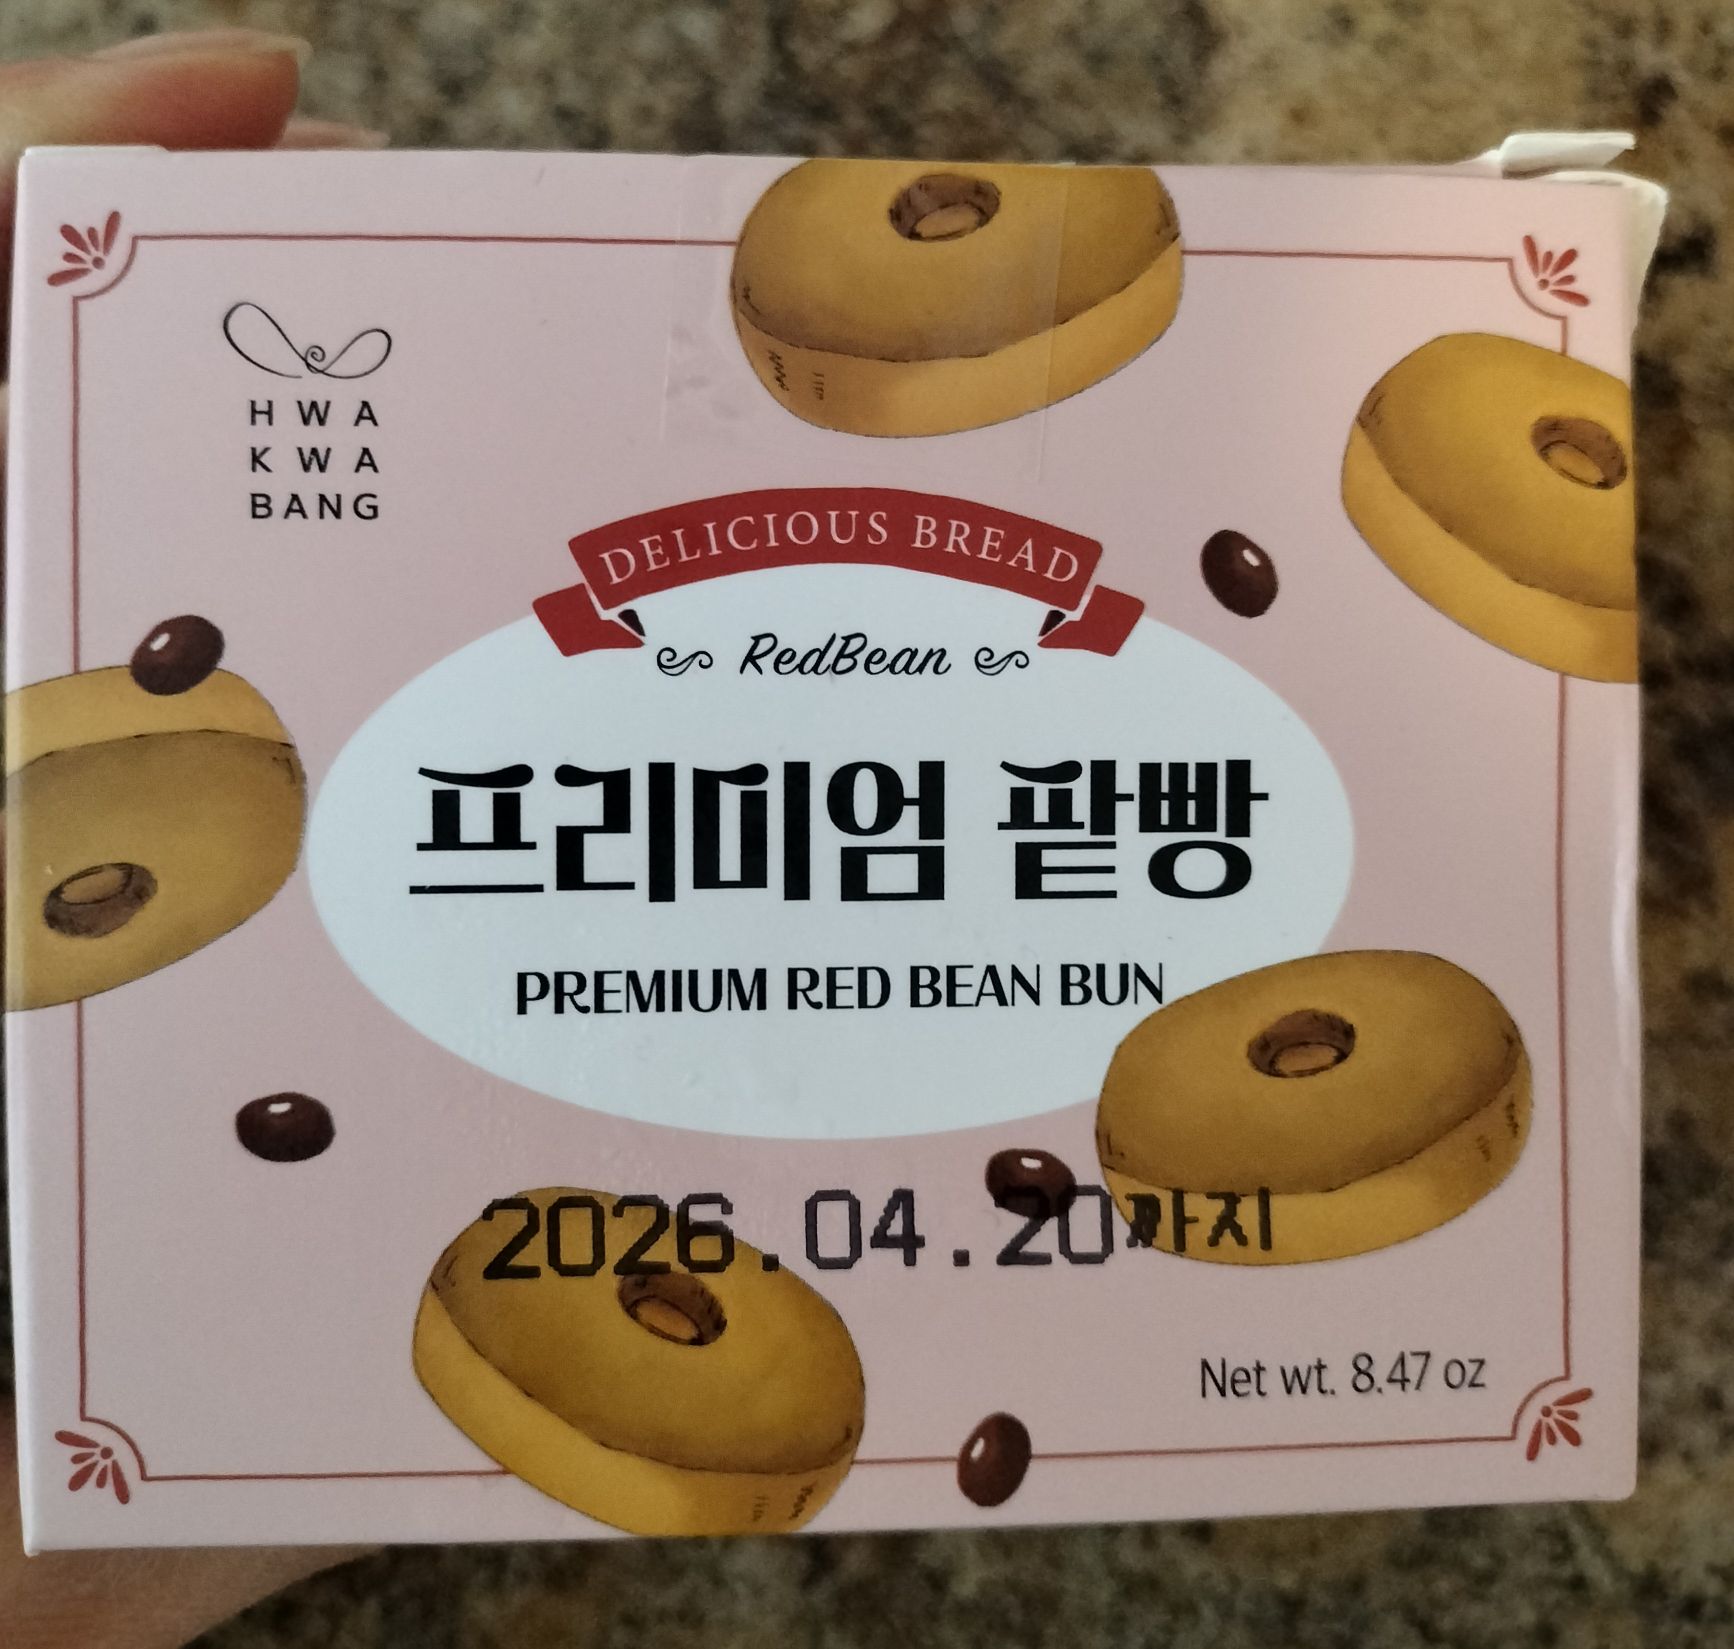 HWA
KWA
BANG
DELICIOUS BREAD
RedBean
프리미엄 팥빵
PREMIUM RED BEAN BUN
2026.04.20까지
Net wt. 8.47 oz